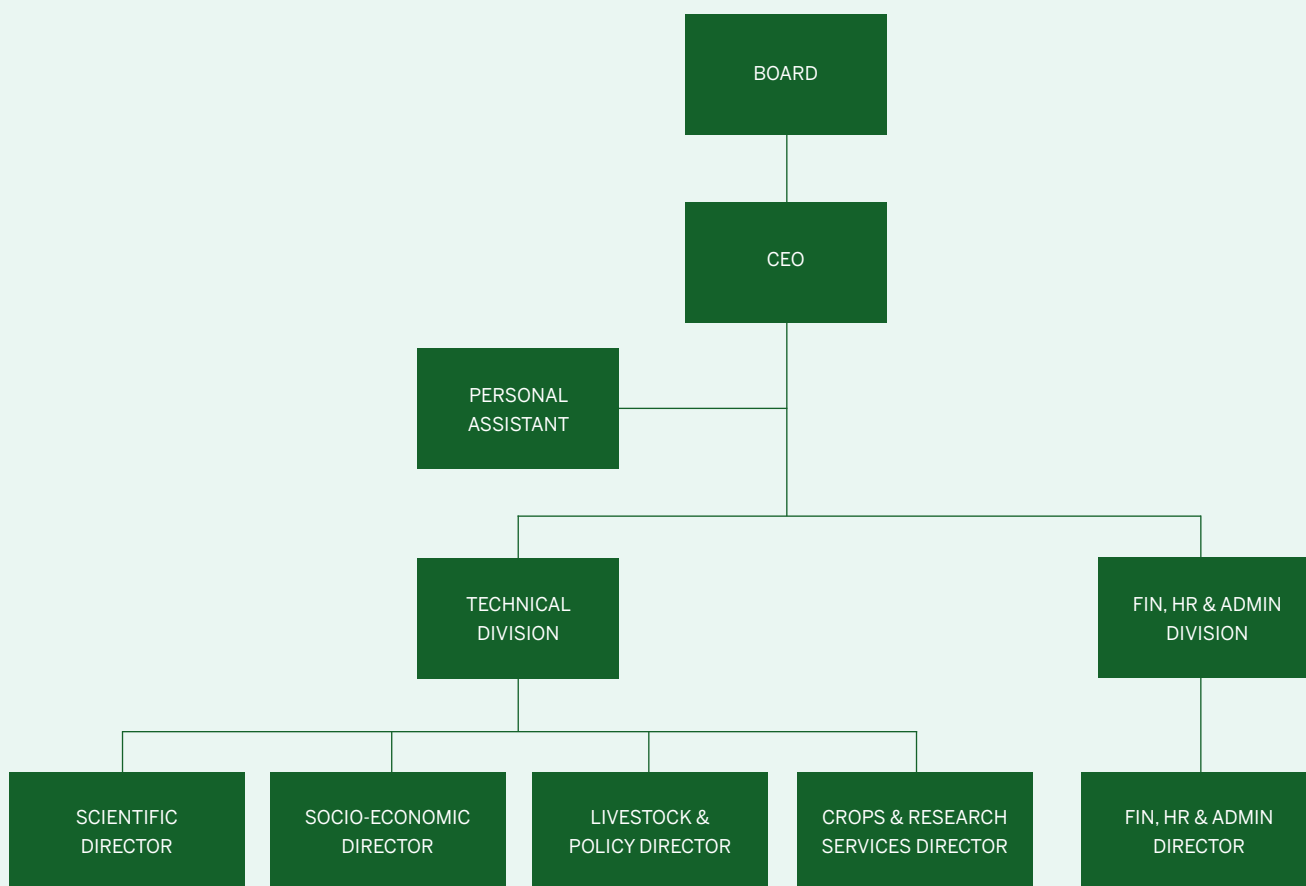 BOARD
CEO
PERSONAL
ASSISTANT
TECHNICAL
DIVISION
FIN, HR & ADMIN
DIVISION
SCIENTIFIC
DIRECTOR
SOCIO-ECONOMIC
DIRECTOR
LIVESTOCK &
POLICY DIRECTOR
CROPS & RESEARCH
SERVICES DIRECTOR
FIN, HR & ADMIN
DIRECTOR